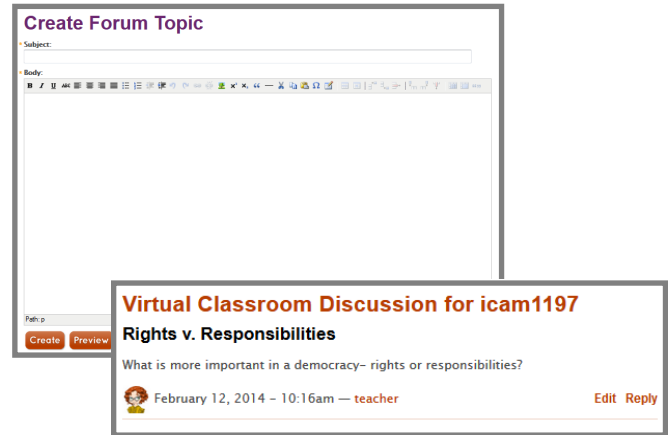 Create Forum Topic
* Subject:
* Body:
B I U ABC
Path: p
Create Preview
Virtual Classroom Discussion for icam1197
Rights v. Responsibilities
What is more important in a democracy– rights or responsibilities?
February 12, 2014 – 10:16am — teacher Edit Reply